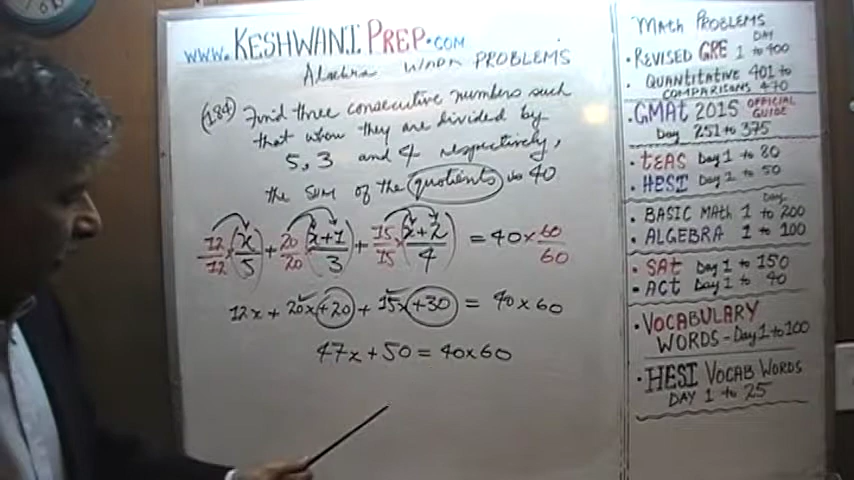 www.KESHWANI PREP.COM
Algebra WORD PROBLEMS
(184) Find three consecutive numbers such
that when they are divided by
5, 3 and 4 respectively,
the sum of the quotients is 40
12/12 × (x/5) + 20/20 × (x+1/3) + 15/15 × (x+2/4) = 40 × 60/60
12x + 20x + 20 + 15x + 30 = 40 × 60
47x + 50 = 40 × 60
MATH PROBLEMS
DAY
• REVISED GRE 1 to 400
• QUANTITATIVE 401 to
COMPARISONS 470
• GMAT 2015 OFFICIAL GUIDE
Day 251 to 375
• TEAS Day 1 to 80
• HESI Day 1 to 50
Day
• BASIC MATH 1 to 200
• ALGEBRA 1 to 100
• SAT Day 1 to 150
• ACT Day 1 to 40
• VOCABULARY
WORDS - Day 1 to 100
• HESI VOCAB WORDS
DAY 1 to 25